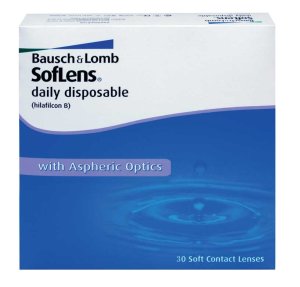 Bausch & Lomb
SofLens®
daily disposable
(hilafilcon B)
with Aspheric Optics
30 Soft Contact Lenses